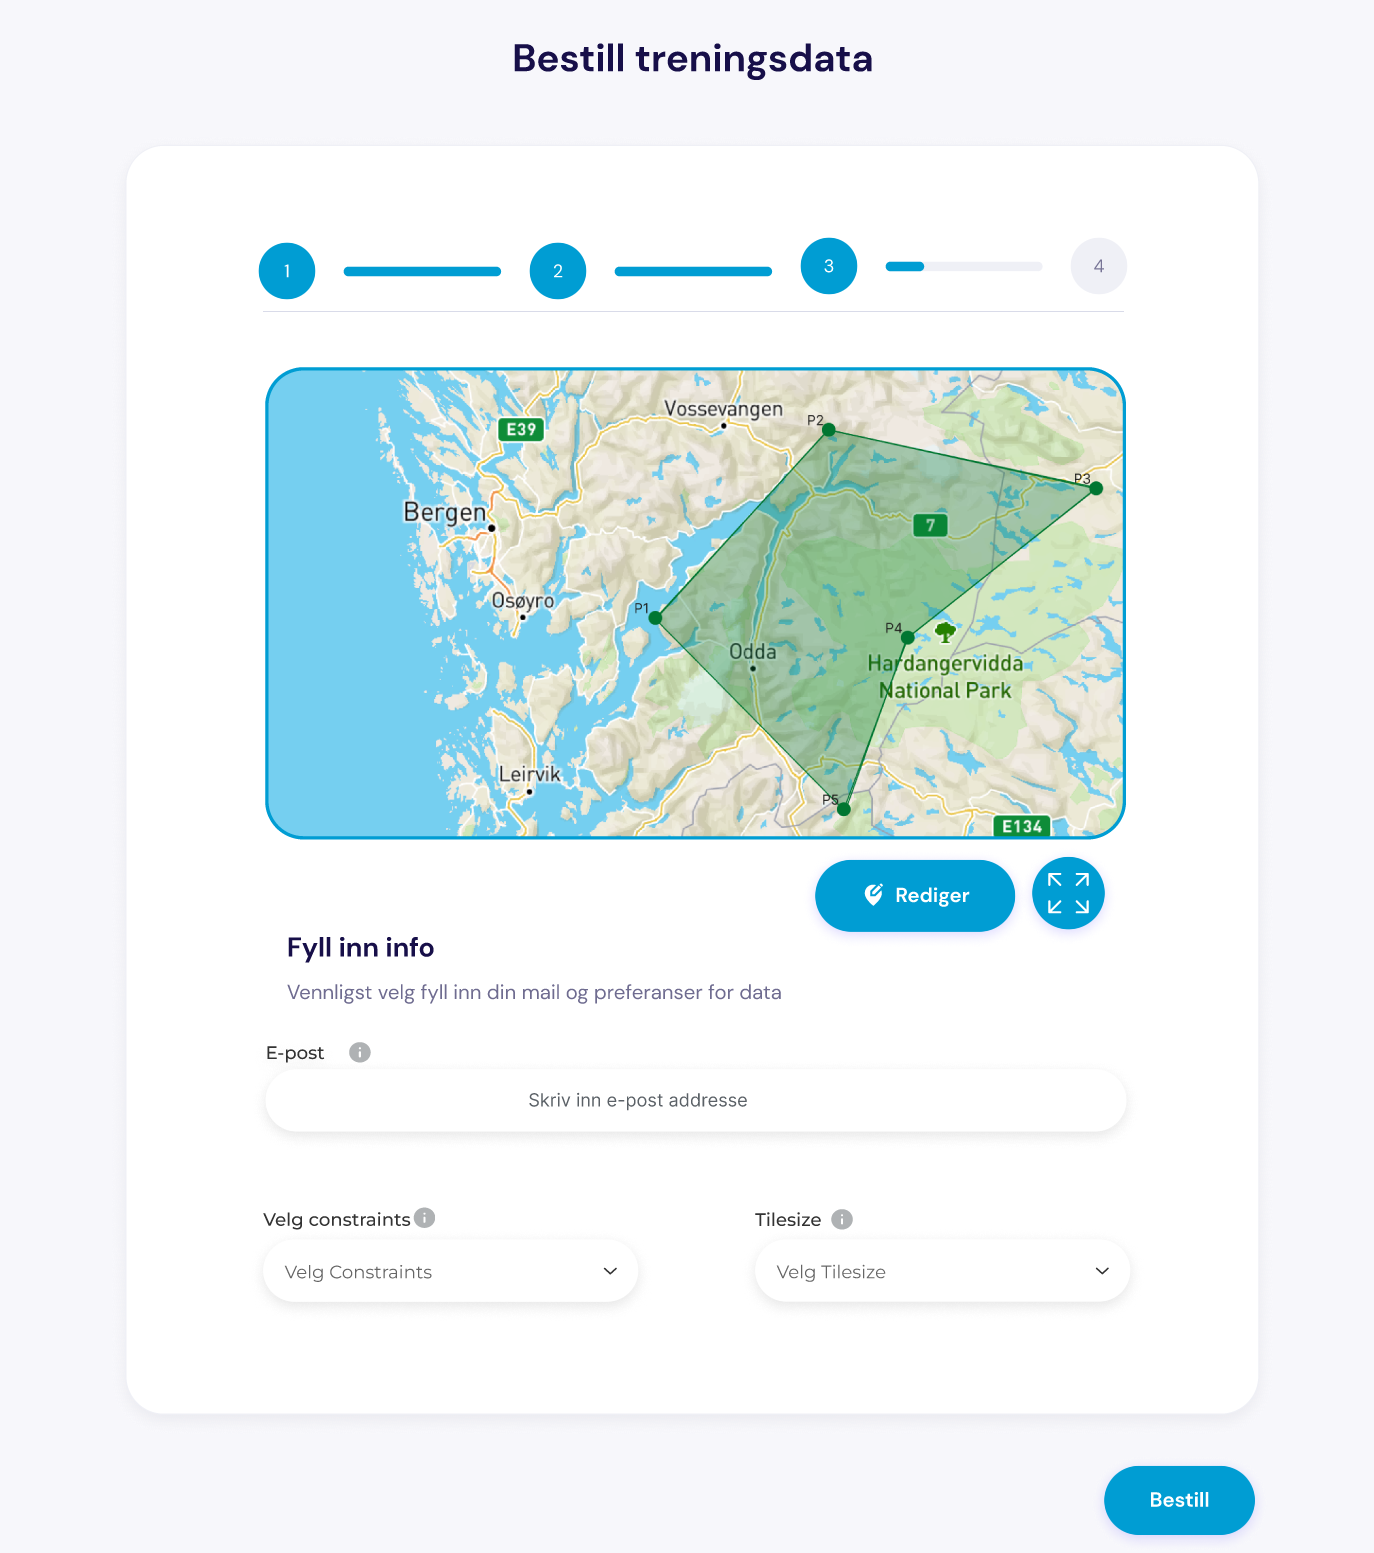 Bestill treningsdata
1
2
3
4
Vossevangen
P2
E39
P3
Bergen
7
Osøyro
P1
P4
Odda
Hardangervidda
National Park
Leirvik
P5
E134
Rediger
Fyll inn info
Vennligst velg fyll inn din mail og preferanser for data
E-post
Skriv inn e-post addresse
Velg constraints
Tilesize
Velg Constraints
Velg Tilesize
Bestill